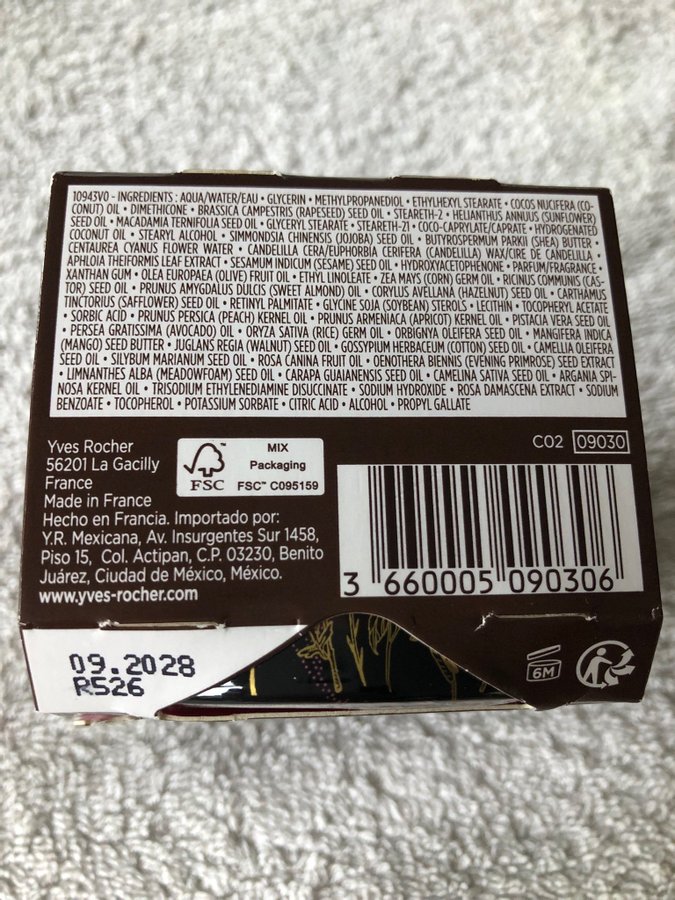 10943V0 - INGREDIENTS : AQUA/WATER/EAU • GLYCERIN • METHYLPROPANEDIOL • ETHYLHEXYL STEARATE • COCOS NUCIFERA (CO-
CONUT) OIL • DIMETHICONE • BRASSICA CAMPESTRIS (RAPESEED) SEED OIL • STEARETH-2 • HELIANTHUS ANNUUS (SUNFLOWER)
SEED OIL • MACADAMIA TERNIFOLIA SEED OIL • GLYCERYL STEARATE • STEARETH-21 • COCO-CAPRYLATE/CAPRATE • HYDROGENATED
COCONUT OIL • STEARYL ALCOHOL • SIMMONDSIA CHINENSIS (JOJOBA) SEED OIL • BUTYROSPERMUM PARKII (SHEA) BUTTER •
CENTAUREA CYANUS FLOWER WATER • CANDELILLA CERA/EUPHORBIA CERIFERA (CANDELILLA) WAX/CIRE DE CANDELILLA •
APHLOIA THEIFORMIS LEAF EXTRACT • SESAMUM INDICUM (SESAME) SEED OIL • HYDROXYACETOPHENONE • PARFUM/FRAGRANCE •
XANTHAN GUM • OLEA EUROPAEA (OLIVE) FRUIT OIL • ETHYL LINOLEATE • ZEA MAYS (CORN) GERM OIL • RICINUS COMMUNIS (CAS-
TOR) SEED OIL • PRUNUS AMYGDALUS DULCIS (SWEET ALMOND) OIL • CORYLUS AVELLANA (HAZELNUT) SEED OIL • CARTHAMUS
TINCTORIUS (SAFFLOWER) SEED OIL • RETINYL PALMITATE • GLYCINE SOJA (SOYBEAN) STEROLS • LECITHIN • TOCOPHERYL ACETATE
• SORBIC ACID • PRUNUS PERSICA (PEACH) KERNEL OIL • PRUNUS ARMENIACA (APRICOT) KERNEL OIL • PISTACIA VERA SEED OIL
• PERSEA GRATISSIMA (AVOCADO) OIL • ORYZA SATIVA (RICE) GERM OIL • ORBIGNYA OLEIFERA SEED OIL • MANGIFERA INDICA
(MANGO) SEED BUTTER • JUGLANS REGIA (WALNUT) SEED OIL • GOSSYPIUM HERBACEUM (COTTON) SEED OIL • CAMELLIA OLEIFERA
SEED OIL • SILYBUM MARIANUM SEED OIL • ROSA CANINA FRUIT OIL • OENOTHERA BIENNIS (EVENING PRIMROSE) SEED EXTRACT
• LIMNANTHES ALBA (MEADOWFOAM) SEED OIL • CARAPA GUAIANENSIS SEED OIL • CAMELINA SATIVA SEED OIL • ARGANIA SPI-
NOSA KERNEL OIL • TRISODIUM ETHYLENEDIAMINE DISUCCINATE • SODIUM HYDROXIDE • ROSA DAMASCENA EXTRACT • SODIUM
BENZOATE • TOCOPHEROL • POTASSIUM SORBATE • CITRIC ACID • ALCOHOL • PROPYL GALLATE
C02 09030
Yves Rocher
56201 La Gacilly
France
Made in France
Hecho en Francia. Importado por:
Y.R. Mexicana, Av. Insurgentes Sur 1458,
Piso 15, Col. Actipan, C.P. 03230, Benito
Juárez, Ciudad de México, México.
www.yves-rocher.com
FSC
MIX
Packaging
FSC™ C095159
3 660005 090306
09.2028
R526
6M